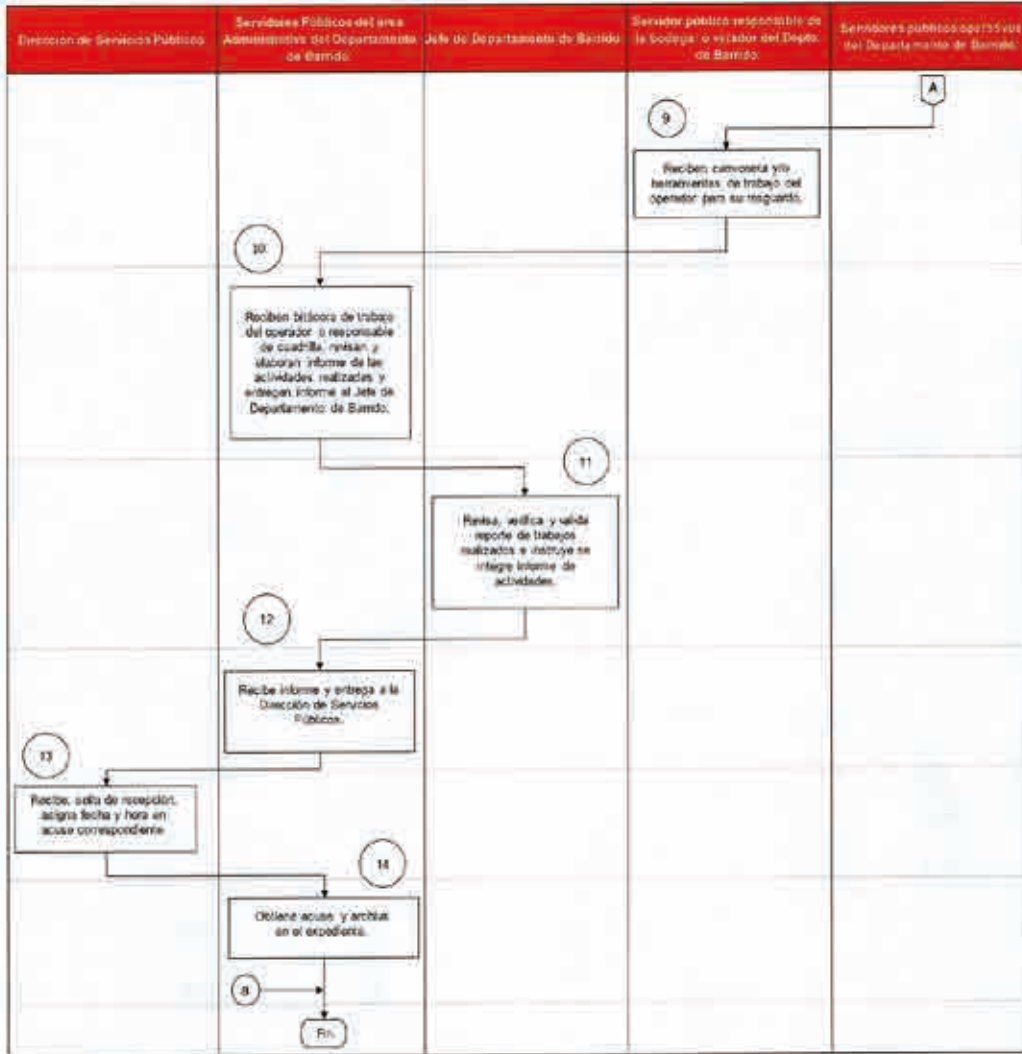 Dirección de Servicios Públicos
Servidores Públicos del área
Administrativa del Departamento
de Barrido.
Jefe de Departamento de Barrido
Servidor público responsable de
la bodega o velador del Depto.
de Barrido.
Servidores públicos operativos
del Departamento de Barrido.
A
9
Reciben camioneta y/o
herramientas de trabajo del
operador para su resguardo.
10
Reciben bitácora de trabajo
del operador o responsable
de cuadrilla, revisan y
elaboran informe de las
actividades realizadas y
entregan informe al Jefe de
Departamento de Barrido.
11
Revisa, verifica y valida
reporte de trabajos
realizados e instruye se
integre informe de
actividades.
12
Recibe informe y entrega a la
Dirección de Servicios
Públicos.
13
Recibe, sella de recepción,
asigna fecha y hora en
acuse correspondiente
14
Obtiene acuse y archiva
en el expediente.
Fin